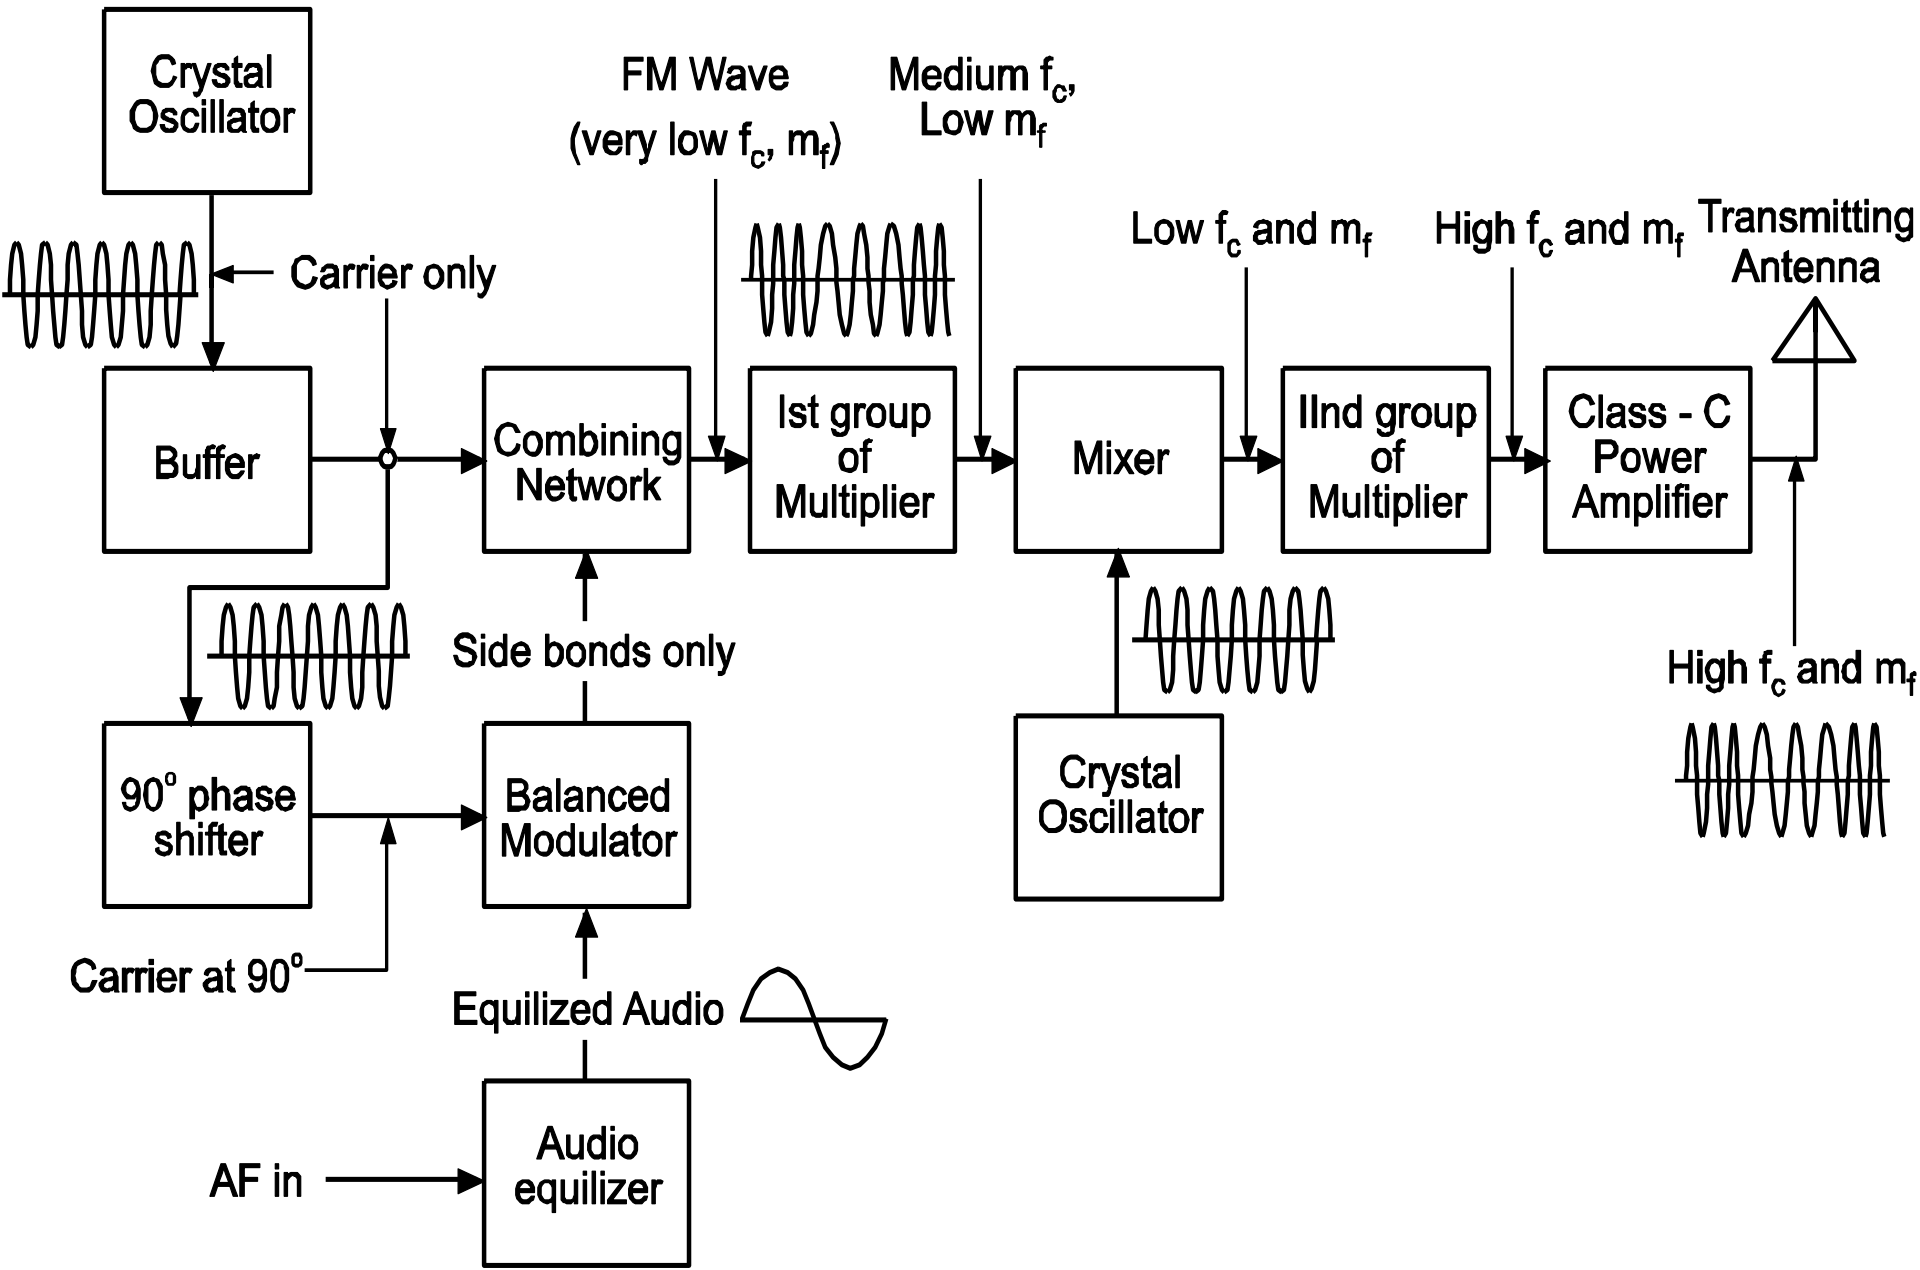 Crystal
Oscillator
FM Wave
(very low fc, mf)
Medium fc,
Low mf
Low fc and mf
High fc and mf
Transmitting
Antenna
Carrier only
Buffer
Combining
Network
Ist group
of
Multiplier
Mixer
IInd group
of
Multiplier
Class - C
Power
Amplifier
Side bonds only
High fc and mf
90° phase
shifter
Balanced
Modulator
Crystal
Oscillator
Carrier at 90°
Equilized Audio
Audio
equilizer
AF in